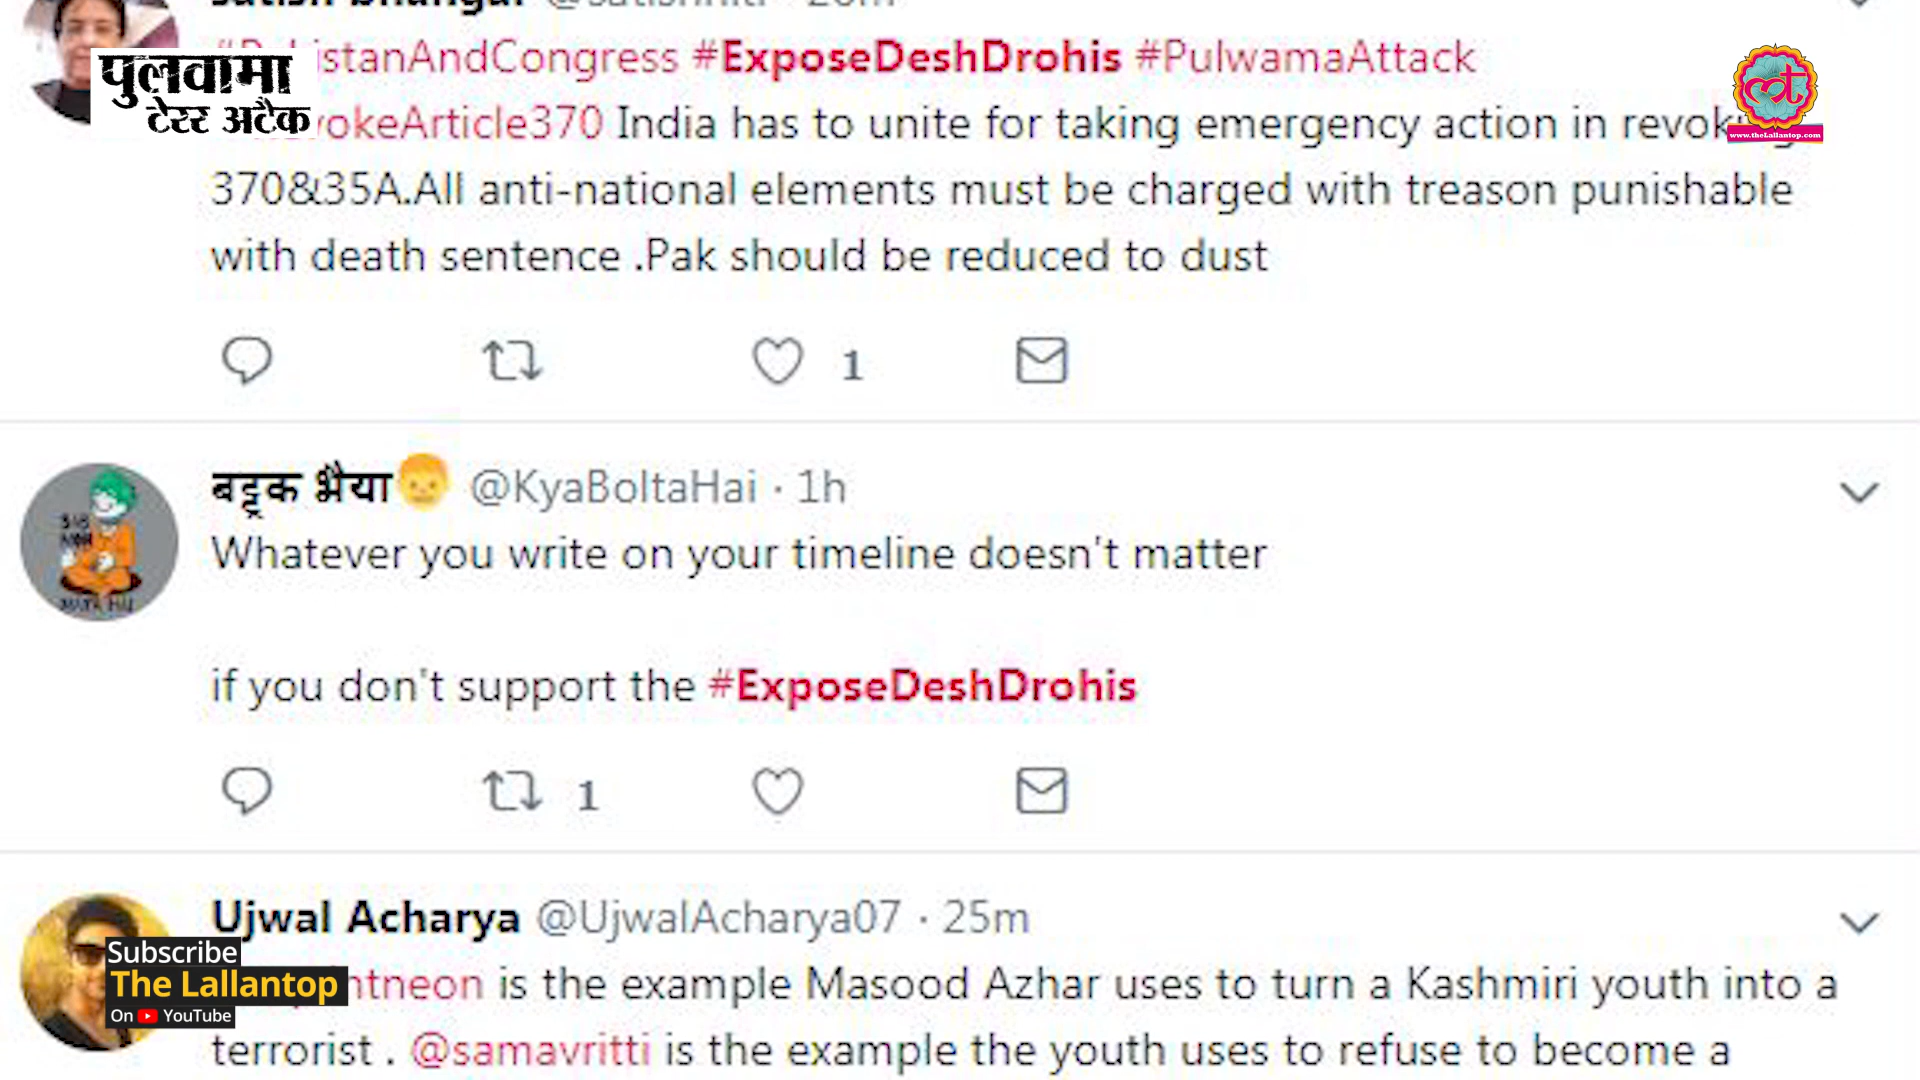 पुलवामा
टेरर अटैक
istanAndCongress #ExposeDeshDrohis #PulwamaAttack
vokeArticle370 India has to unite for taking emergency action in
370&35A.All anti-national elements must be charged with treason punishable
with death sentence .Pak should be reduced to dust
1
www.theLallantop.com
@KyaBoltaHai · 1h
Whatever you write on your timeline doesn't matter
if you don't support the #ExposeDeshDrohis
1
Ujwal Acharya @UjwalAcharya07 · 25m
ntneon is the example Masood Azhar uses to turn a Kashmiri youth into a
terrorist . @samavritti is the example the youth uses to refuse to become a
Subscribe
The Lallantop
On YouTube